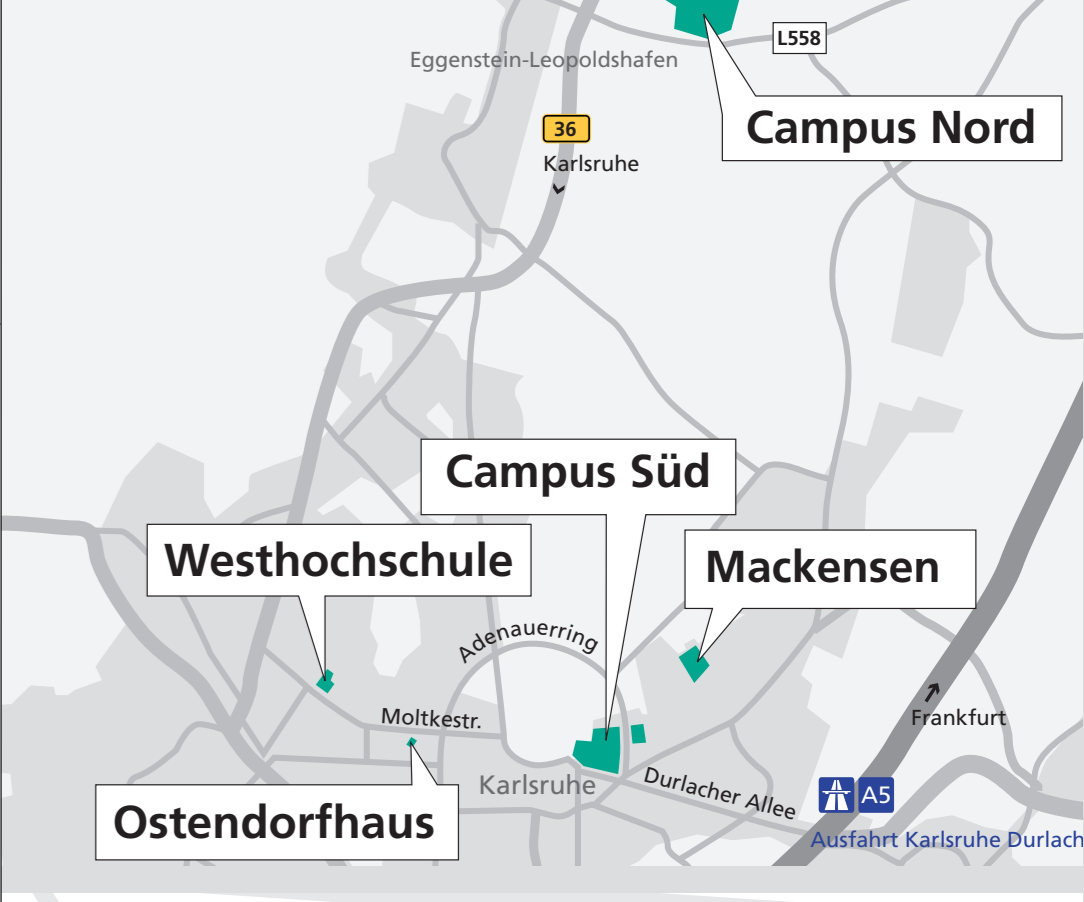 L558
Eggenstein-Leopoldshafen
Campus Nord
36
Karlsruhe
Campus Süd
Westhochschule
Mackensen
Adenauerring
Moltkestr.
Frankfurt
Karlsruhe
Durlacher Allee
A5
Ostendorfhaus
Ausfahrt Karlsruhe Durlach